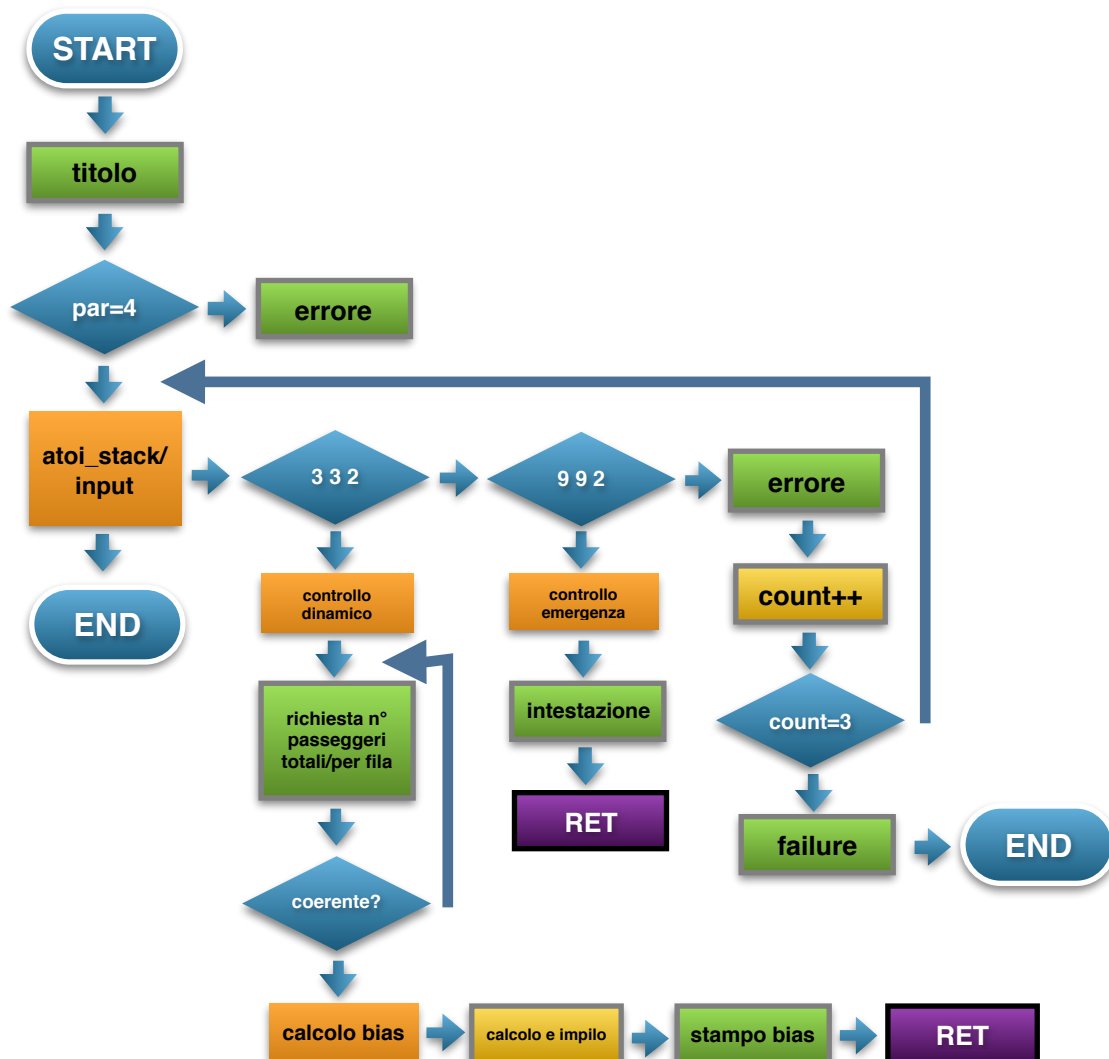 START
titolo
par=4
errore
atoi_stack/
input
3 3 2
9 9 2
errore
END
controllo
dinamico
controllo
emergenza
count++
richiesta n°
passeggeri
totali/per fila
intestazione
count=3
RET
failure
END
coerente?
calcolo bias
calcolo e impilo
stampo bias
RET